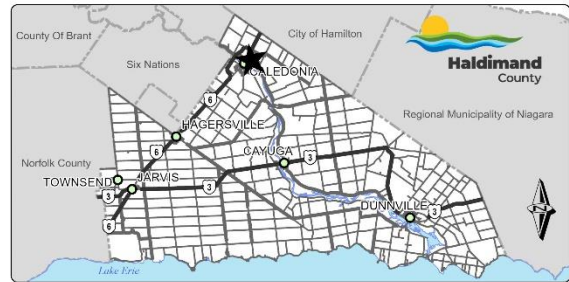 County Of Brant
City of Hamilton
Haldimand
County
Six Nations
CALEDONIA
6
Regional Municipality of Niagara
HAGERSVILLE
6
CAYUGA
3
Norfolk County
TOWNSEND
JARVIS
3
3
DUNNVILLE
3
6
N
Lake Erie